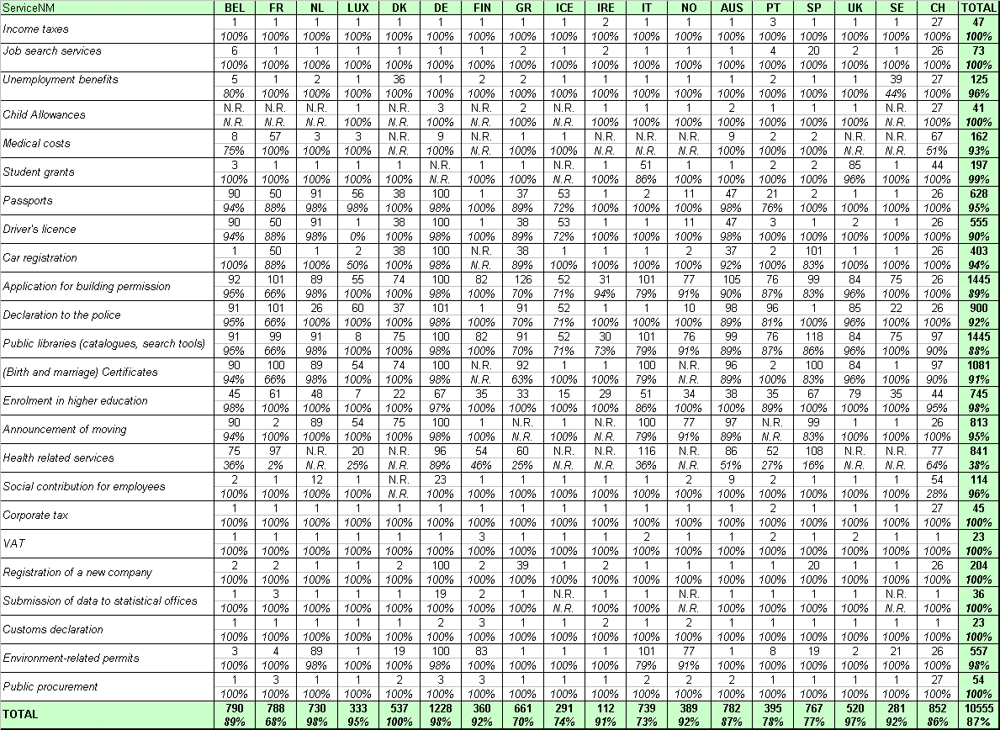 ServiceNM BEL FR NL LUX DK DE FIN GR ICE IRE IT NO AUS PT SP UK SE CH TOTAL
Income taxes 1 1 1 1 1 1 1 1 1 2 1 1 1 3 1 1 1 27 47
100% 100% 100% 100% 100% 100% 100% 100% 100% 100% 100% 100% 100% 100% 100% 100% 100% 100% 100%
Job search services 6 1 1 1 1 1 1 2 1 2 1 1 1 4 20 2 1 26 73
100% 100% 100% 100% 100% 100% 100% 100% 100% 100% 100% 100% 100% 100% 100% 100% 100% 100% 100%
Unemployment benefits 5 1 2 1 36 1 2 2 1 1 1 1 1 2 1 1 39 27 125
80% 100% 100% 100% 100% 100% 100% 100% 100% 100% 100% 100% 100% 100% 100% 100% 44% 100% 96%
Child Allowances N.R. N.R. N.R. 1 N.R. 3 N.R. 2 N.R. 1 1 1 2 1 1 1 N.R. 27 41
N.R. N.R. N.R. 100% N.R. 100% N.R. 100% N.R. 100% 100% 100% 100% 100% 100% 100% N.R. 100% 100%
Medical costs 8 57 3 3 N.R. 9 N.R. 1 1 N.R. N.R. N.R. 9 2 2 N.R. N.R. 67 162
75% 100% 100% 100% N.R. 100% N.R. 100% 100% N.R. N.R. N.R. 100% 100% 100% N.R. N.R. 51% 93%
Student grants 3 1 1 1 1 N.R. 1 1 N.R. 1 51 1 1 2 2 85 1 44 197
100% 100% 100% 100% 100% N.R. 100% 100% N.R. 100% 86% 100% 100% 100% 100% 96% 100% 100% 99%
Passports 90 50 91 56 38 100 1 37 53 1 2 11 47 21 2 1 1 26 628
94% 88% 98% 98% 100% 98% 100% 89% 72% 100% 100% 100% 98% 76% 100% 100% 100% 100% 95%
Driver's licence 90 50 91 1 38 100 1 38 53 1 1 11 47 3 1 2 1 26 555
94% 88% 98% 0% 100% 98% 100% 89% 72% 100% 100% 100% 98% 100% 100% 100% 100% 100% 90%
Car registration 1 50 1 2 38 100 N.R. 38 1 1 1 2 37 2 101 1 1 26 403
100% 88% 100% 50% 100% 98% N.R. 89% 100% 100% 100% 100% 92% 100% 83% 100% 100% 100% 94%
Application for building permission 92 101 89 55 74 100 82 126 52 31 101 77 105 76 99 84 75 26 1445
95% 66% 98% 100% 100% 98% 100% 70% 71% 94% 79% 91% 90% 87% 83% 96% 100% 100% 89%
Declaration to the police 91 101 26 60 37 101 1 91 52 1 1 10 98 96 1 85 22 26 900
95% 66% 100% 100% 100% 98% 100% 70% 71% 100% 100% 100% 89% 81% 100% 96% 100% 100% 92%
Public libraries (catalogues, search tools) 91 99 91 8 75 100 82 91 52 30 101 76 99 76 118 84 75 97 1445
95% 66% 98% 100% 100% 98% 100% 70% 71% 73% 79% 91% 89% 87% 86% 96% 100% 90% 88%
(Birth and marriage) Certificates 90 100 89 54 74 100 N.R. 92 1 1 100 N.R. 96 2 100 84 1 97 1081
94% 66% 98% 100% 100% 98% N.R. 63% 100% 100% 79% N.R. 89% 100% 83% 96% 100% 90% 91%
Enrolment in higher education 45 61 48 7 22 67 35 33 15 29 51 34 38 35 67 79 35 44 745
98% 100% 100% 100% 100% 97% 100% 100% 100% 100% 86% 100% 100% 89% 100% 100% 100% 95% 98%
Announcement of moving 90 2 89 54 75 100 1 N.R. 1 N.R. 100 77 97 N.R. 99 1 1 26 813
94% 100% 100% 100% 100% 98% 100% N.R. 100% N.R. 79% 91% 89% N.R. 83% 100% 100% 100% 95%
Health related services 75 97 N.R. 20 N.R. 96 54 60 N.R. N.R. 116 N.R. 86 52 108 N.R. N.R. 77 841
36% 2% N.R. 25% N.R. 89% 46% 25% N.R. N.R. 36% N.R. 51% 27% 16% N.R. N.R. 64% 38%
Social contribution for employees 2 1 12 1 N.R. 23 1 1 1 1 1 2 9 2 1 1 1 54 114
100% 100% 100% 100% N.R. 100% 100% 100% 100% 100% 100% 100% 100% 100% 100% 100% 100% 28% 96%
Corporate tax 1 1 1 1 1 1 1 1 1 1 1 1 1 2 1 1 1 27 45
100% 100% 100% 100% 100% 100% 100% 100% 100% 100% 100% 100% 100% 100% 100% 100% 100% 100% 100%
VAT 1 1 1 1 1 1 3 1 1 1 2 1 1 2 1 2 1 1 23
100% 100% 100% 100% 100% 100% 100% 100% 100% 100% 100% 100% 100% 100% 100% 100% 100% 100% 100%
Registration of a new company 2 2 1 1 2 100 2 39 1 2 1 1 1 1 20 1 1 26 204
100% 100% 100% 100% 100% 100% 100% 100% 100% 100% 100% 100% 100% 100% 100% 100% 100% 100% 100%
Submission of data to statistical offices 1 3 1 1 1 19 2 1 N.R. 1 1 N.R. 1 1 1 1 N.R. 1 36
100% 100% 100% 100% 100% 100% 100% 100% N.R. 100% 100% N.R. 100% 100% 100% 100% N.R. 100% 100%
Customs declaration 1 1 1 1 1 2 3 1 1 2 1 2 1 1 1 1 1 1 23
100% 100% 100% 100% 100% 100% 100% 100% 100% 100% 100% 100% 100% 100% 100% 100% 100% 100% 100%
Environment-related permits 3 4 89 1 19 100 83 1 1 1 101 77 1 8 19 2 21 26 557
100% 100% 98% 100% 100% 98% 100% 100% 100% 100% 79% 91% 100% 100% 100% 100% 100% 100% 98%
Public procurement 1 3 1 1 2 3 3 1 1 1 2 2 2 1 1 1 1 27 54
100% 100% 100% 100% 100% 100% 100% 100% 100% 100% 100% 100% 100% 100% 100% 100% 100% 100% 100%
TOTAL 790 788 730 333 537 1228 360 661 291 112 739 389 782 395 767 520 281 852 10555
89% 68% 98% 95% 100% 98% 92% 70% 74% 91% 73% 92% 87% 78% 77% 97% 92% 86% 87%